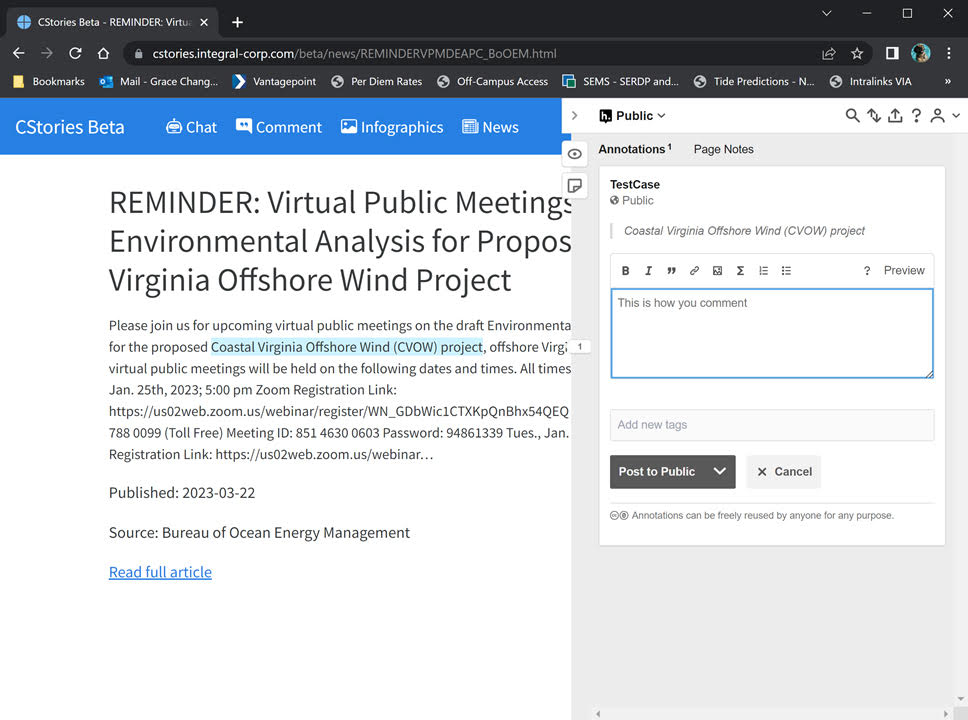 CStories Beta - REMINDER: Virtu
cstories.integral-corp.com/beta/news/REMINDERVPMDEAPC_BoOEM.html
Bookmarks Mail - Grace Chang... Vantagepoint Per Diem Rates Off-Campus Access SEMS - SERDP and... Tide Predictions - N... Intralinks VIA »
CStories Beta Chat Comment Infographics News
REMINDER: Virtual Public Meetings
Environmental Analysis for Propos
Virginia Offshore Wind Project
Please join us for upcoming virtual public meetings on the draft Environmenta
for the proposed Coastal Virginia Offshore Wind (CVOW) project, offshore Virgi
virtual public meetings will be held on the following dates and times. All times
Jan. 25th, 2023; 5:00 pm Zoom Registration Link:
https://us02web.zoom.us/webinar/register/WN_GDbWic1CTXKpQnBhx54QEQ
788 0099 (Toll Free) Meeting ID: 851 4630 0603 Password: 94861339 Tues., Jan.
Registration Link: https://us02web.zoom.us/webinar…
Published: 2023-03-22
Source: Bureau of Ocean Energy Management
Read full article
h. Public
Annotations 1 Page Notes
TestCase
Public
Coastal Virginia Offshore Wind (CVOW) project
B I " Σ ? Preview
This is how you comment
1
Add new tags
Post to Public
Cancel
Annotations can be freely reused by anyone for any purpose.